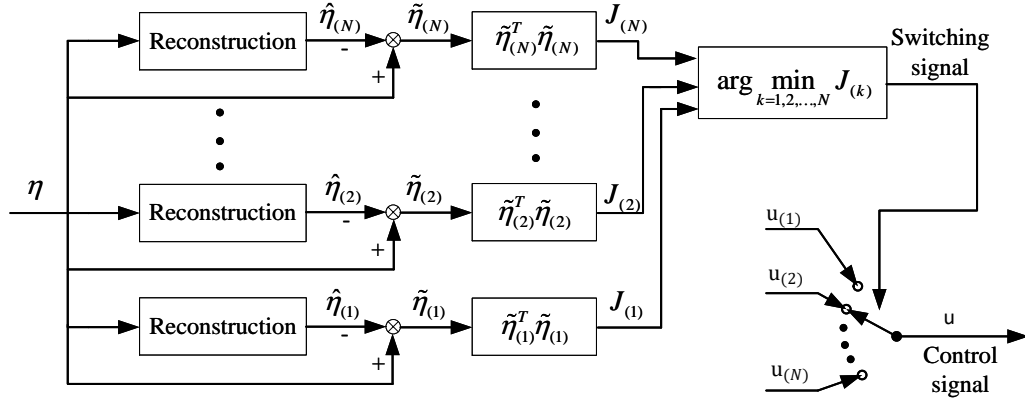 Reconstruction
η̂(N)
-
+
η̃(N)
η̃ᵀ(N)η̃(N)
J(N)
arg min J(k)
k=1,2,...,N
Switching
signal
η
Reconstruction
η̂(2)
-
+
η̃(2)
η̃ᵀ(2)η̃(2)
J(2)
Reconstruction
η̂(1)
-
+
η̃(1)
η̃ᵀ(1)η̃(1)
J(1)
u(1)
u(2)
u(N)
u
Control
signal